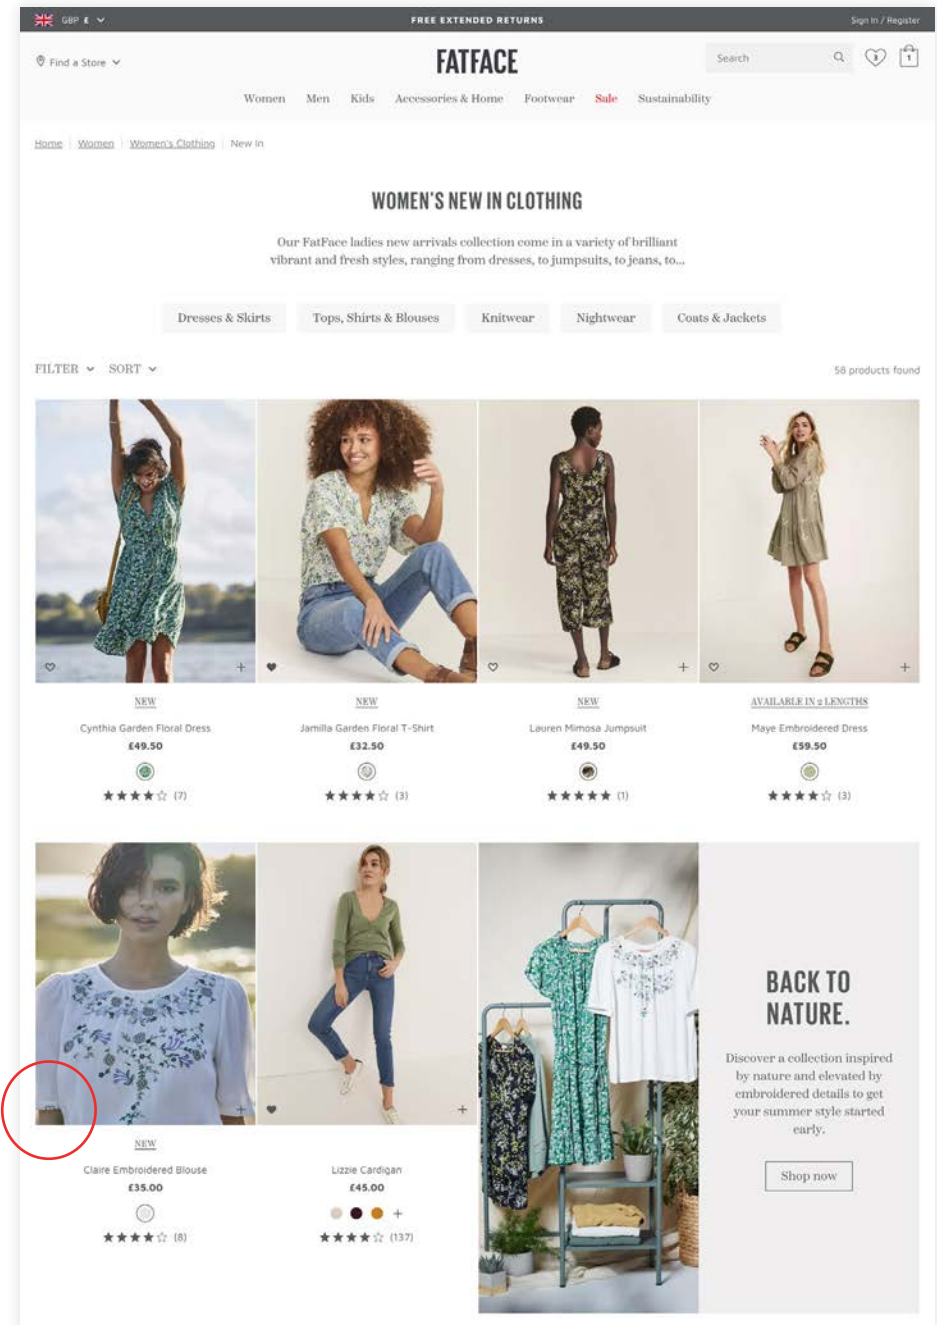 GBP £
FREE EXTENDED RETURNS
Sign In / Register
Find a Store
FATFACE
Search
3
1
Women Men Kids Accessories & Home Footwear Sale Sustainability
Home Women Women's Clothing New In
WOMEN'S NEW IN CLOTHING
Our FatFace ladies new arrivals collection come in a variety of brilliant
vibrant and fresh styles, ranging from dresses, to jumpsuits, to jeans, to...
Dresses & Skirts Tops, Shirts & Blouses Knitwear Nightwear Coats & Jackets
FILTER SORT
58 products found
NEW
Cynthia Garden Floral Dress
£49.50
(7)
NEW
Jamilla Garden Floral T-Shirt
£32.50
(3)
NEW
Lauren Mimosa Jumpsuit
£49.50
(1)
AVAILABLE IN 2 LENGTHS
Maye Embroidered Dress
£59.50
(3)
NEW
Claire Embroidered Blouse
£35.00
(8)
Lizzie Cardigan
£45.00
+
(137)
BACK TO
NATURE.
Discover a collection inspired
by nature and elevated by
embroidered details to get
your summer style started
early.
Shop now